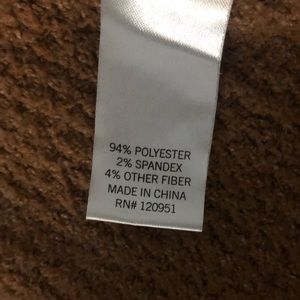 94% POLYESTER
2% SPANDEX
4% OTHER FIBER
MADE IN CHINA
RN# 120951